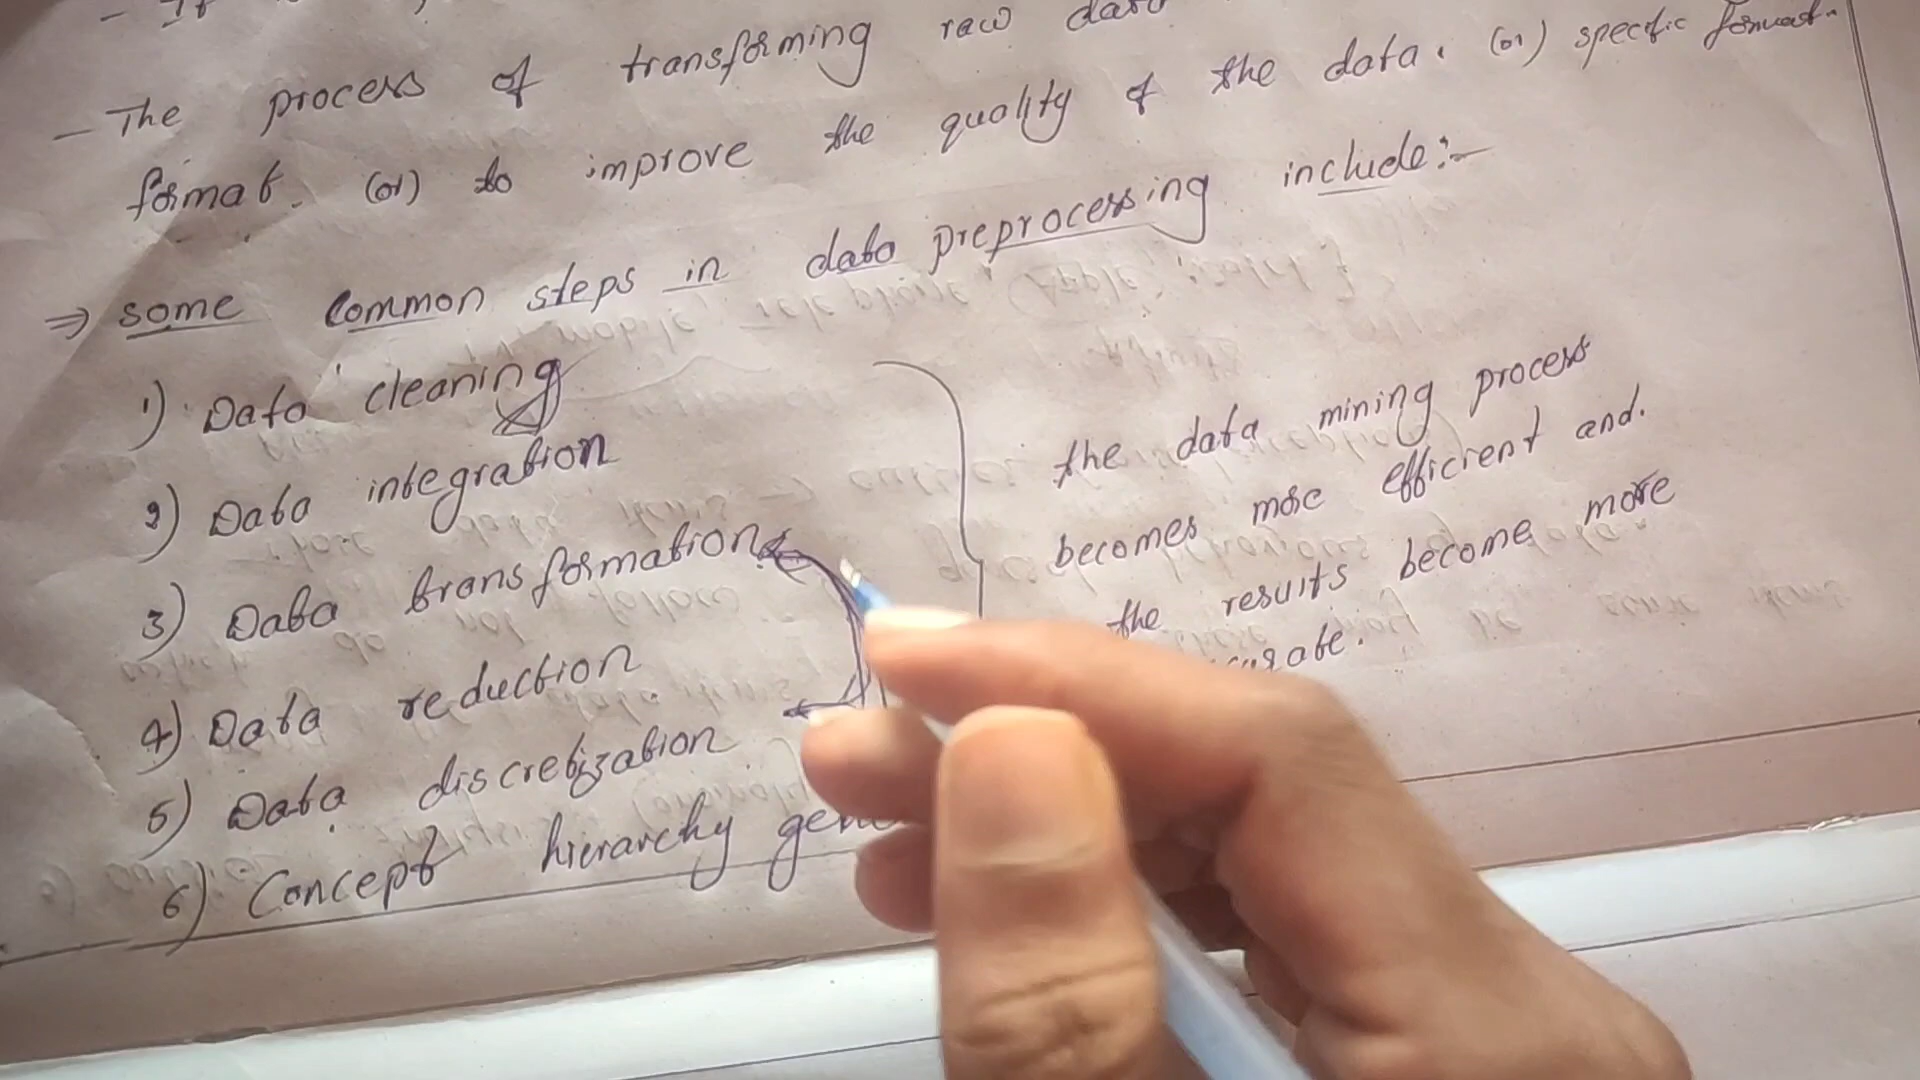 - The process of transforming raw data
format. (or) to improve the quality of the data. (or) specific format.
⇒ some common steps in data preprocessing include:-
1) Data cleaning
2) Data integration
3) Data transformation
4) Data reduction
5) Data discretization
6) Concept hierarchy
the data mining process
becomes more efficient and.
the results become more